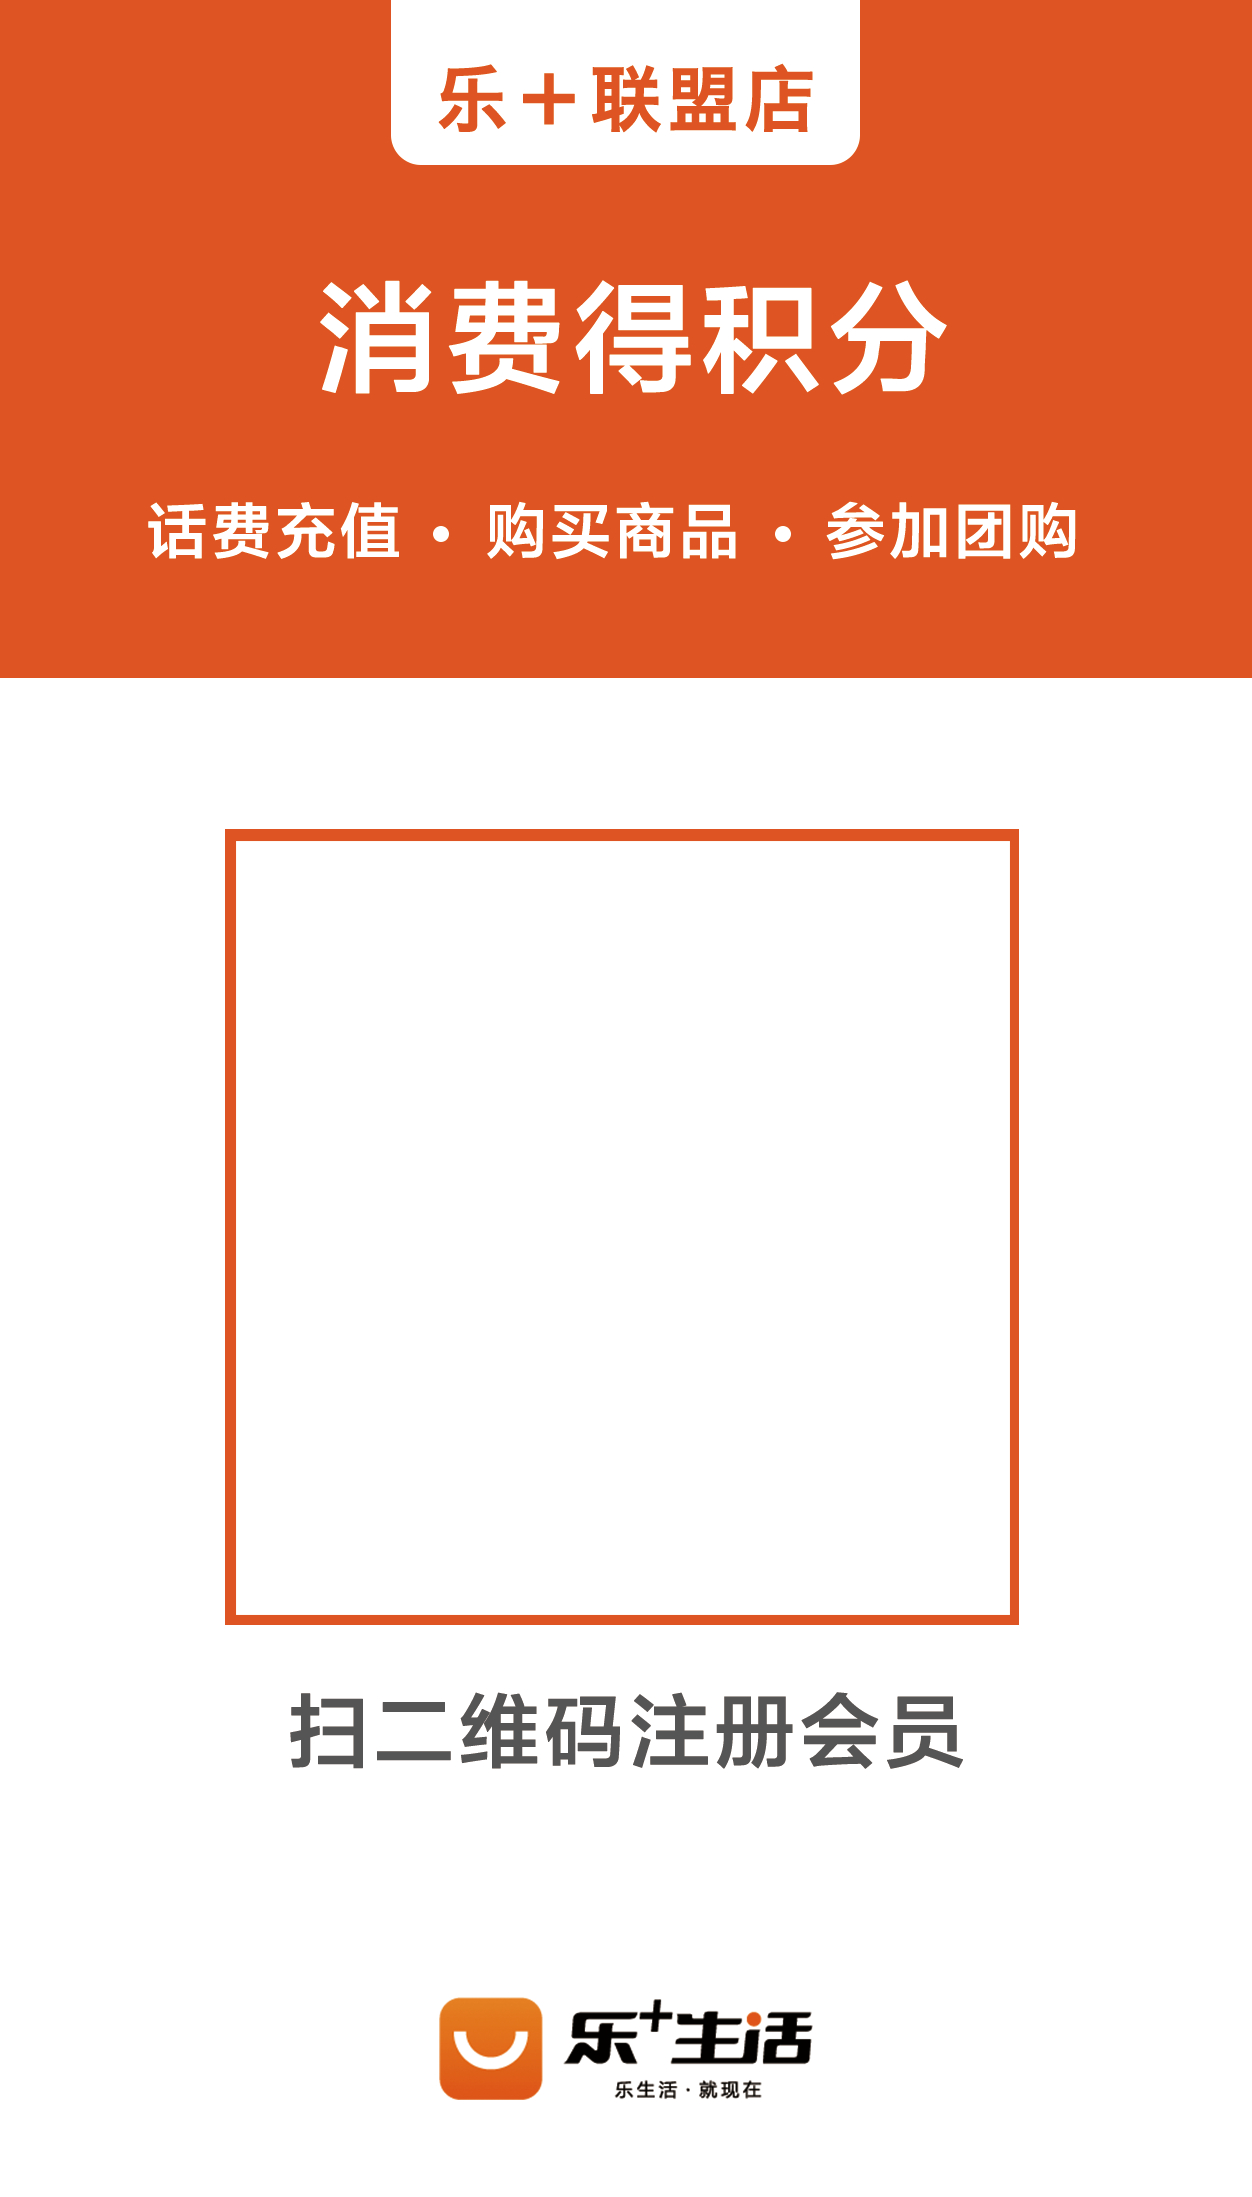 乐＋联盟店
消费得积分
话费充值 · 购买商品 · 参加团购
扫二维码注册会员
乐+生活
乐生活·就现在